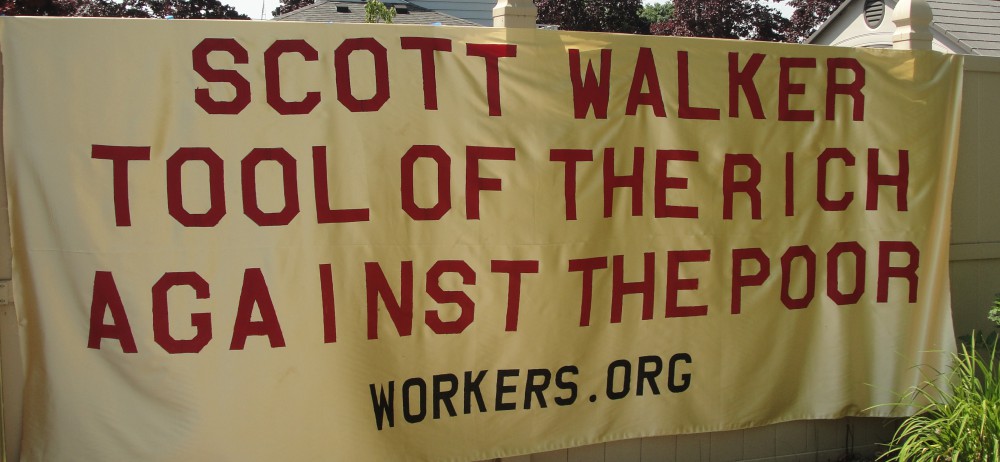 SCOTT WALKER
TOOL OF THE RICH
AGAINST THE POOR
WORKERS.ORG